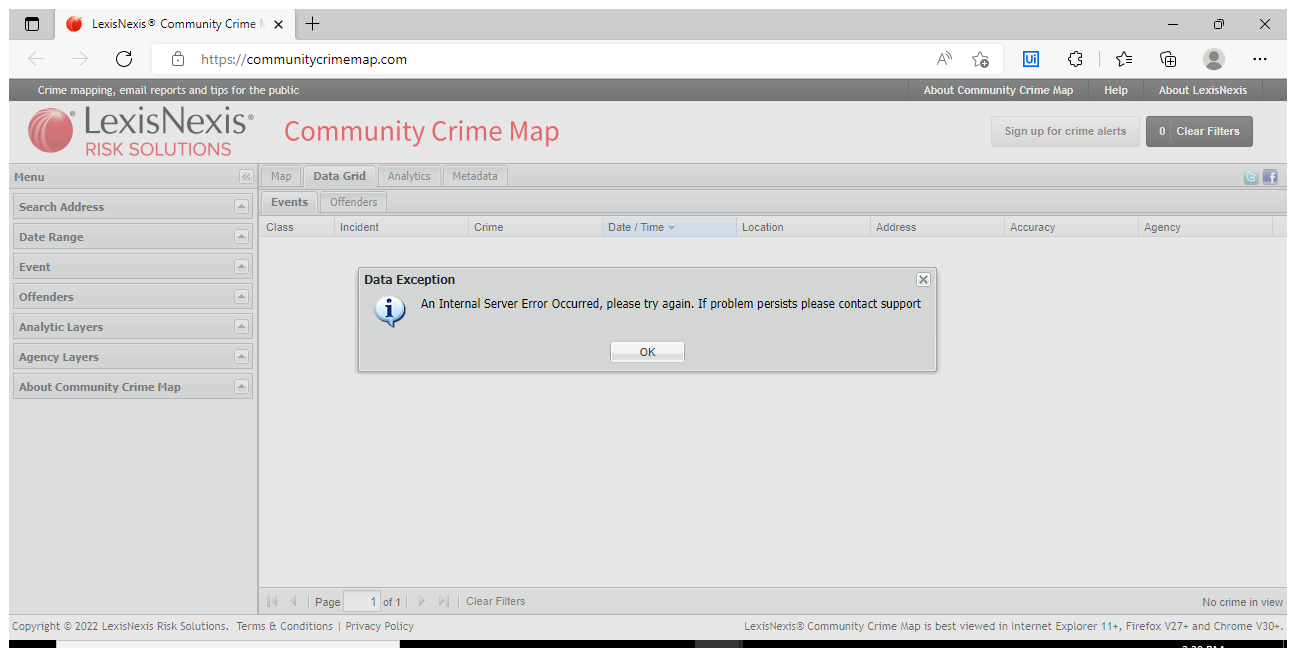 LexisNexis® Community Crime M
https://communitycrimemap.com
Crime mapping, email reports and tips for the public
About Community Crime Map
Help
About LexisNexis
LexisNexis®
RISK SOLUTIONS
Community Crime Map
Sign up for crime alerts
0 Clear Filters
Menu
Map
Data Grid
Analytics
Metadata
Search Address
Date Range
Event
Offenders
Analytic Layers
Agency Layers
About Community Crime Map
Events
Offenders
Class
Incident
Crime
Date / Time
Location
Address
Accuracy
Agency
Data Exception
An Internal Server Error Occurred, please try again. If problem persists please contact support
OK
Page 1 of 1
Clear Filters
No crime in view
Copyright © 2022 LexisNexis Risk Solutions. Terms & Conditions | Privacy Policy
LexisNexis® Community Crime Map is best viewed in Internet Explorer 11+, Firefox V27+ and Chrome V30+.